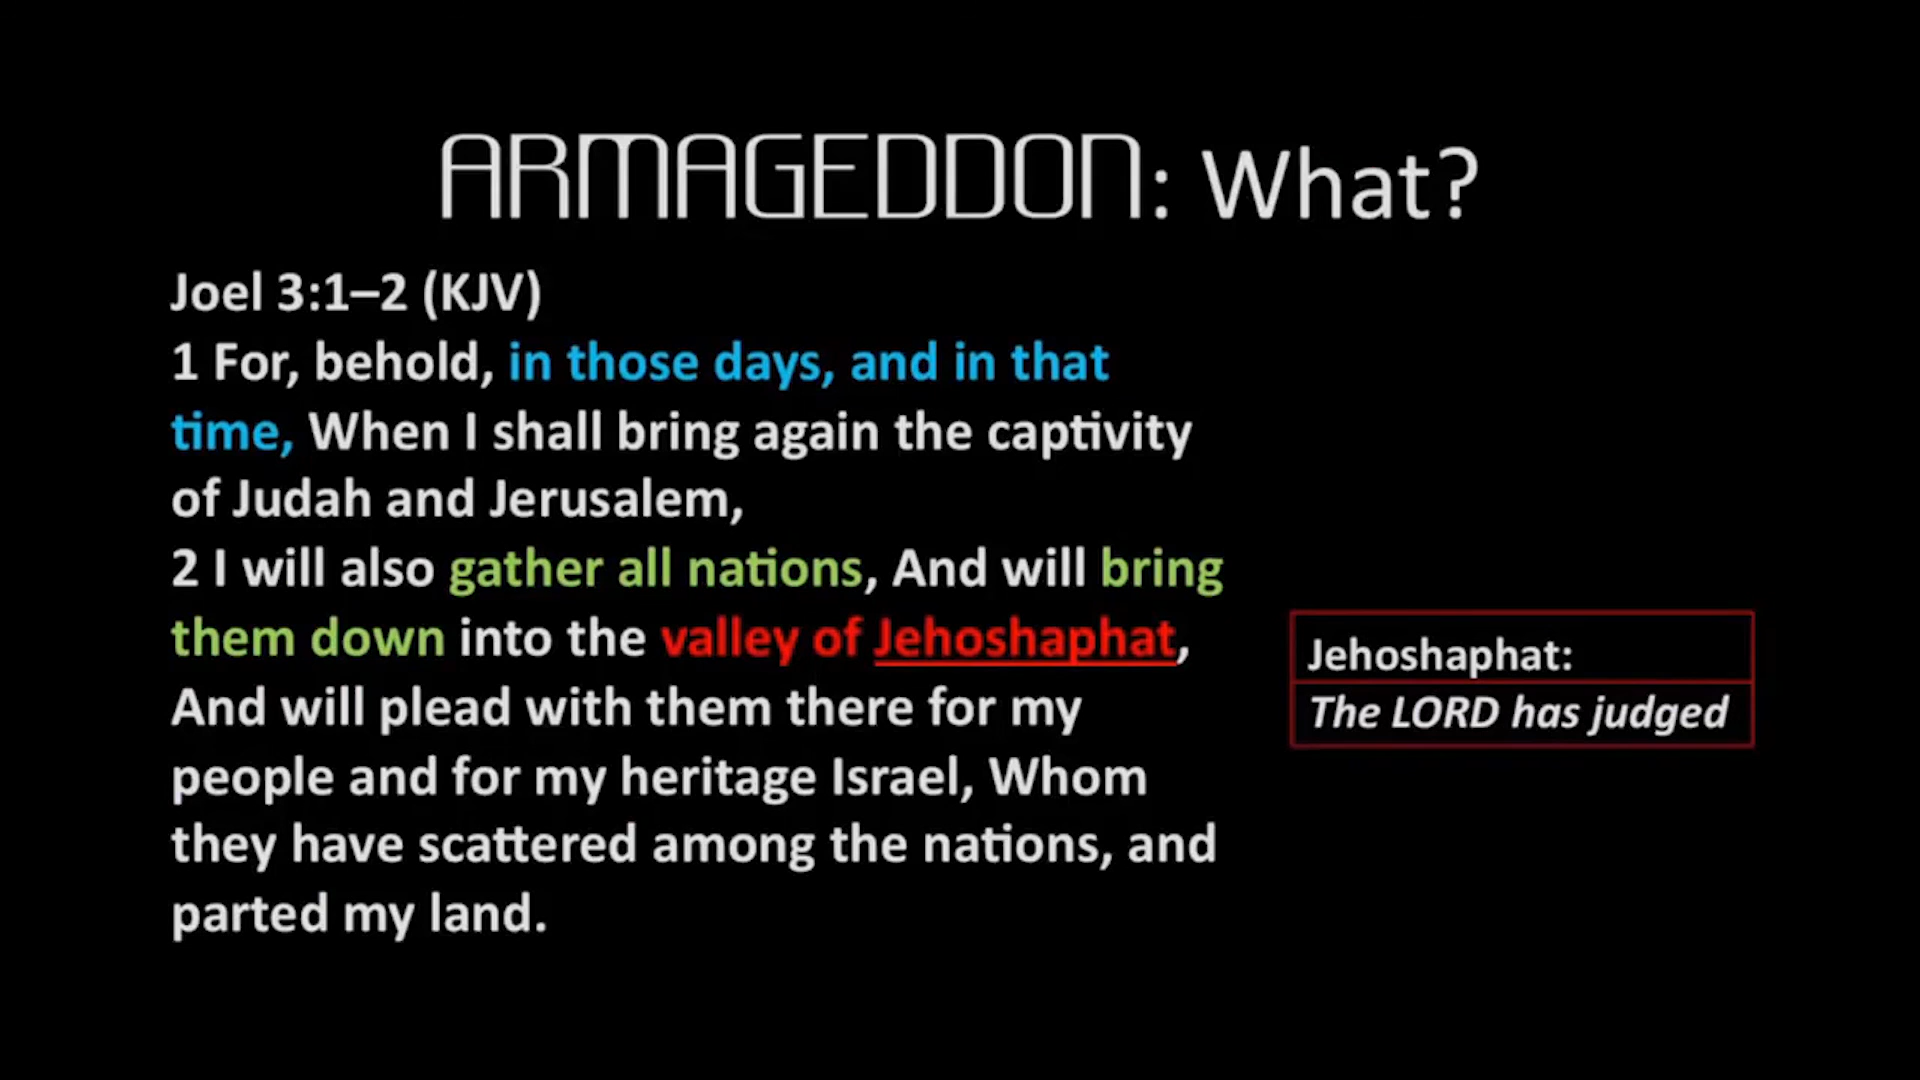 ARMAGEDDON: What?
Joel 3:1–2 (KJV)
1 For, behold, in those days, and in that
time, When I shall bring again the captivity
of Judah and Jerusalem,
2 I will also gather all nations, And will bring
them down into the valley of Jehoshaphat,
And will plead with them there for my
people and for my heritage Israel, Whom
they have scattered among the nations, and
parted my land.
Jehoshaphat:
The LORD has judged